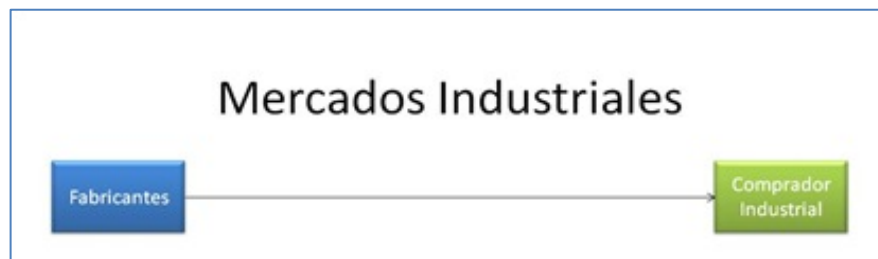 Mercados Industriales
Fabricantes
Comprador
Industrial